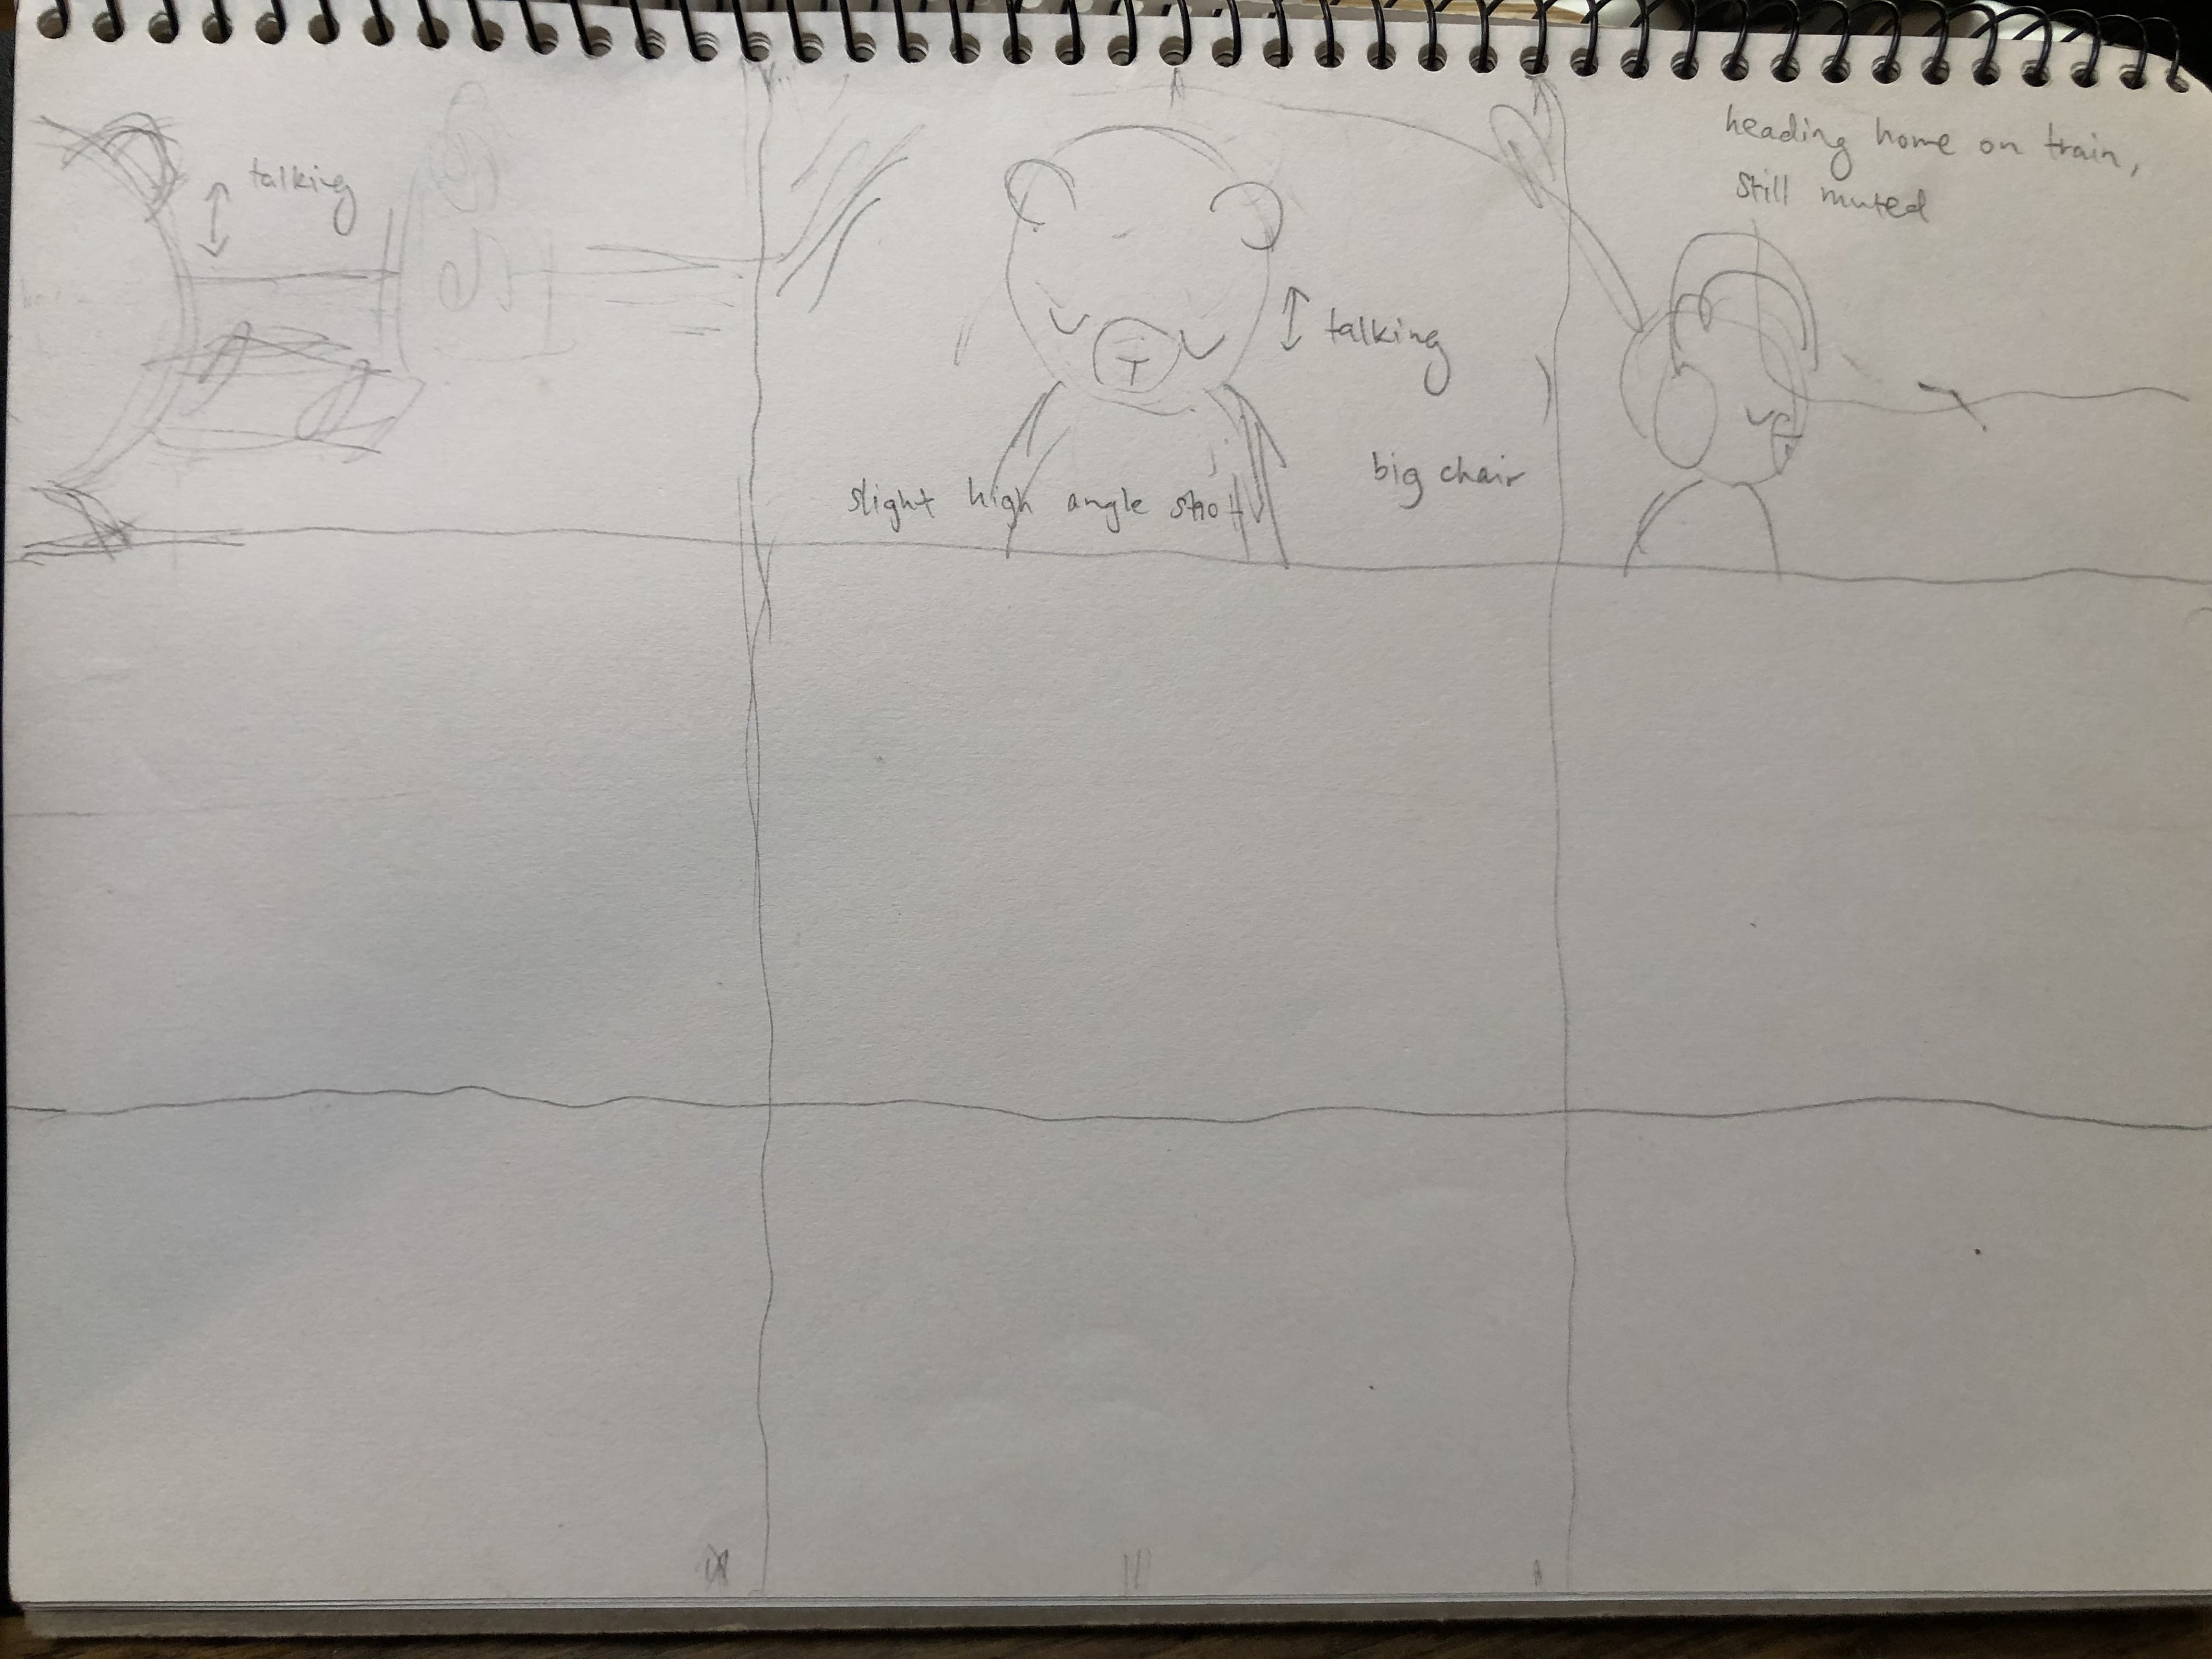 talking
talking
big chair
slight high angle shot
heading home on train,
still muted